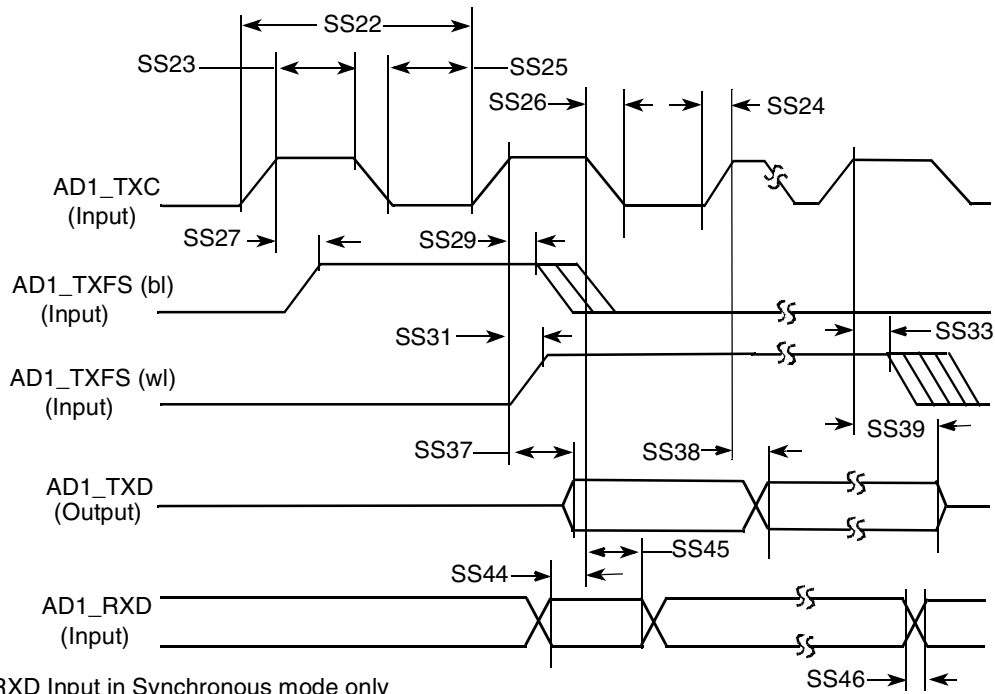 SS22
SS23
SS25
SS26
SS24
AD1_TXC
(Input)
SS27
SS29
AD1_TXFS (bl)
(Input)
SS31
SS33
AD1_TXFS (wl)
(Input)
SS39
SS37
SS38
AD1_TXD
(Output)
SS45
SS44
AD1_RXD
(Input)
SS46
RXD Input in Synchronous mode only